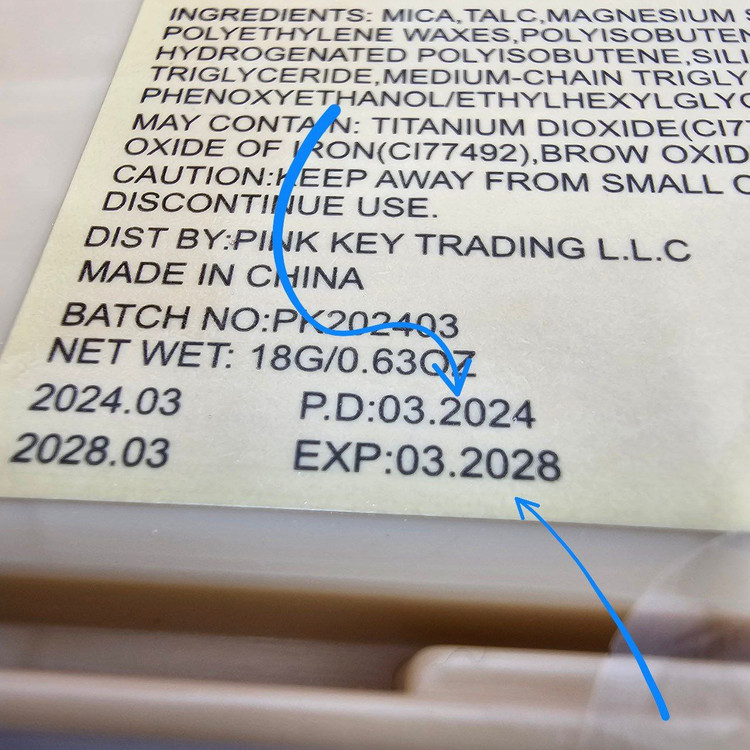 INGREDIENTS: MICA,TALC,MAGNESIUM
POLYETHYLENE WAXES,POLYISOBUTEN
HYDROGENATED POLYISOBUTENE,SILI
TRIGLYCERIDE,MEDIUM-CHAIN TRIGLY
PHENOXYETHANOL/ETHYLHEXYLGLYC
MAY CONTAIN: TITANIUM DIOXIDE(CI77
OXIDE OF IRON(CI77492),BROW OXID
CAUTION:KEEP AWAY FROM SMALL C
DISCONTINUE USE.
DIST BY:PINK KEY TRADING L.L.C
MADE IN CHINA
BATCH NO:PK202403
NET WET: 18G/0.63OZ
2024.03 P.D:03.2024
2028.03 EXP:03.2028